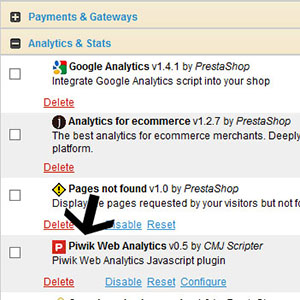 Payments & Gateways
Analytics & Stats
Google Analytics v1.4.1 by PrestaShop
Integrate Google Analytics script into your shop
Delete
Analytics for ecommerce v1.2.7 by PrestaShop
The best analytics for ecommerce merchants. Deeply
platform.
Delete
Pages not found v1.0 by PrestaShop
Display the pages requested by your visitors but not fo
Delete Disable Reset
Piwik Web Analytics v0.5 by CMJ Scripter
Piwik Web Analytics Javascript plugin
Delete Disable Reset Configure